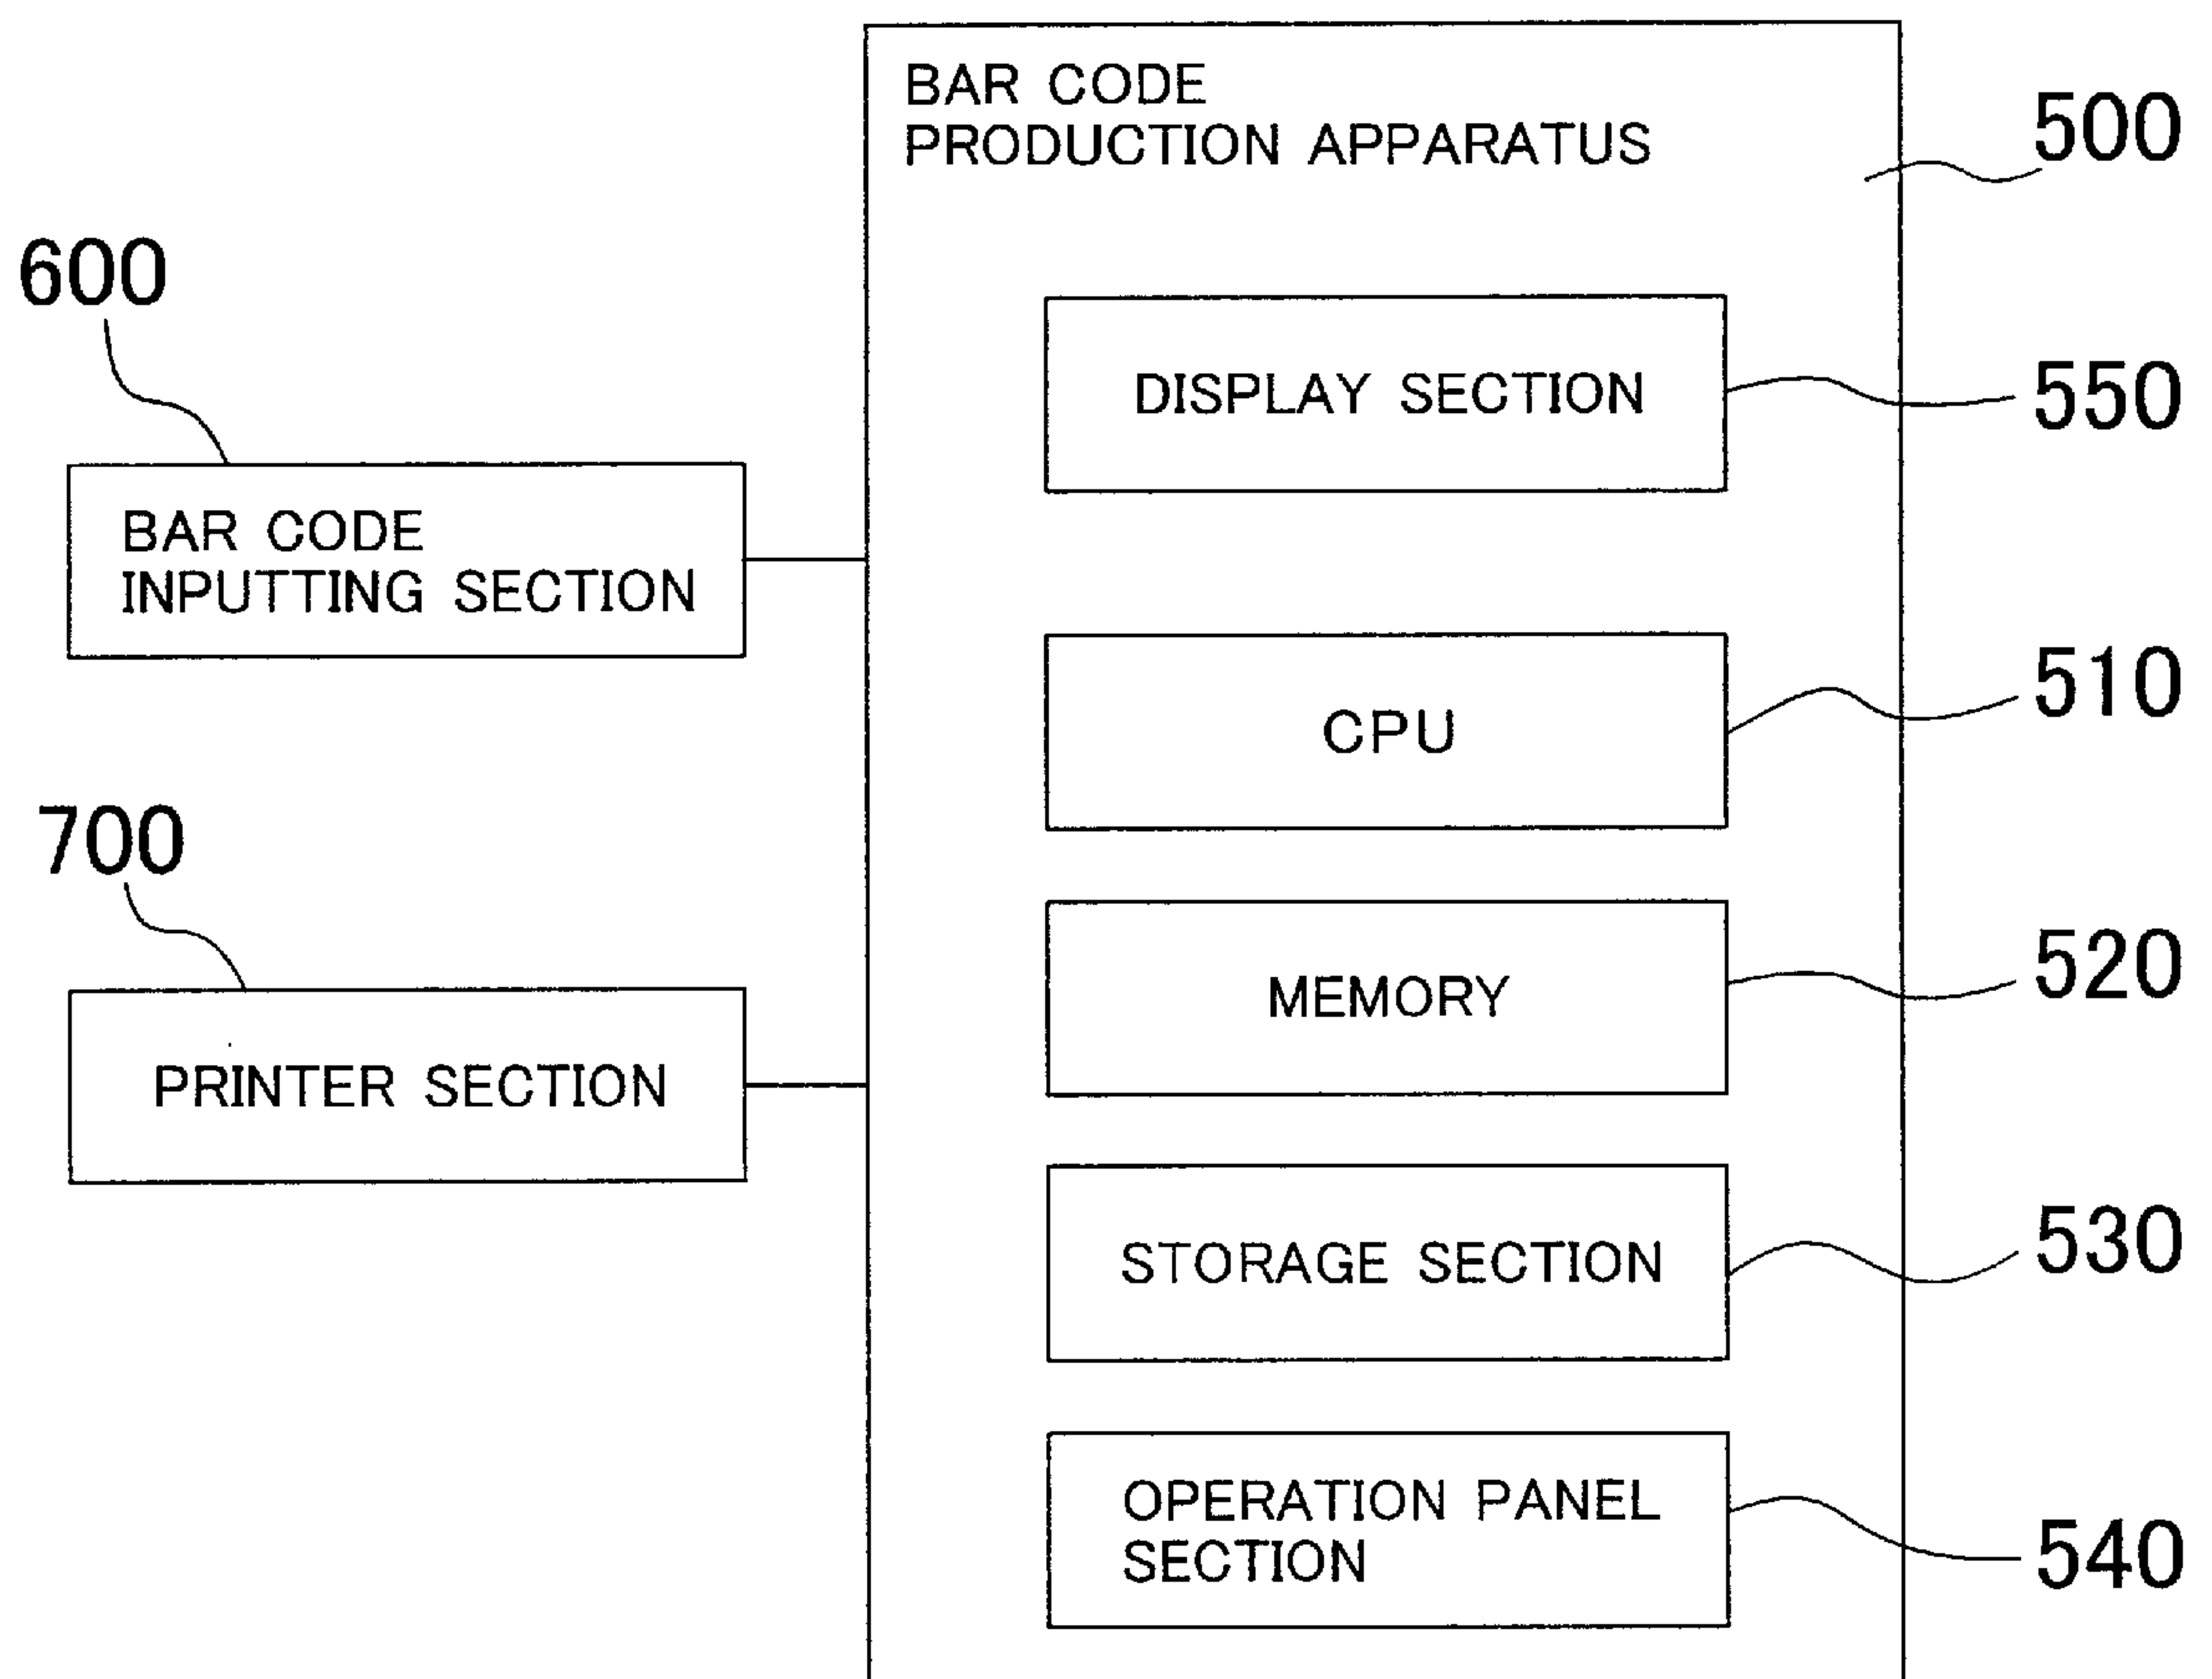 BAR CODE
PRODUCTION APPARATUS
500
600
DISPLAY SECTION
550
BAR CODE
INPUTTING SECTION
CPU
510
700
MEMORY
520
PRINTER SECTION
STORAGE SECTION
530
OPERATION PANEL
SECTION
540